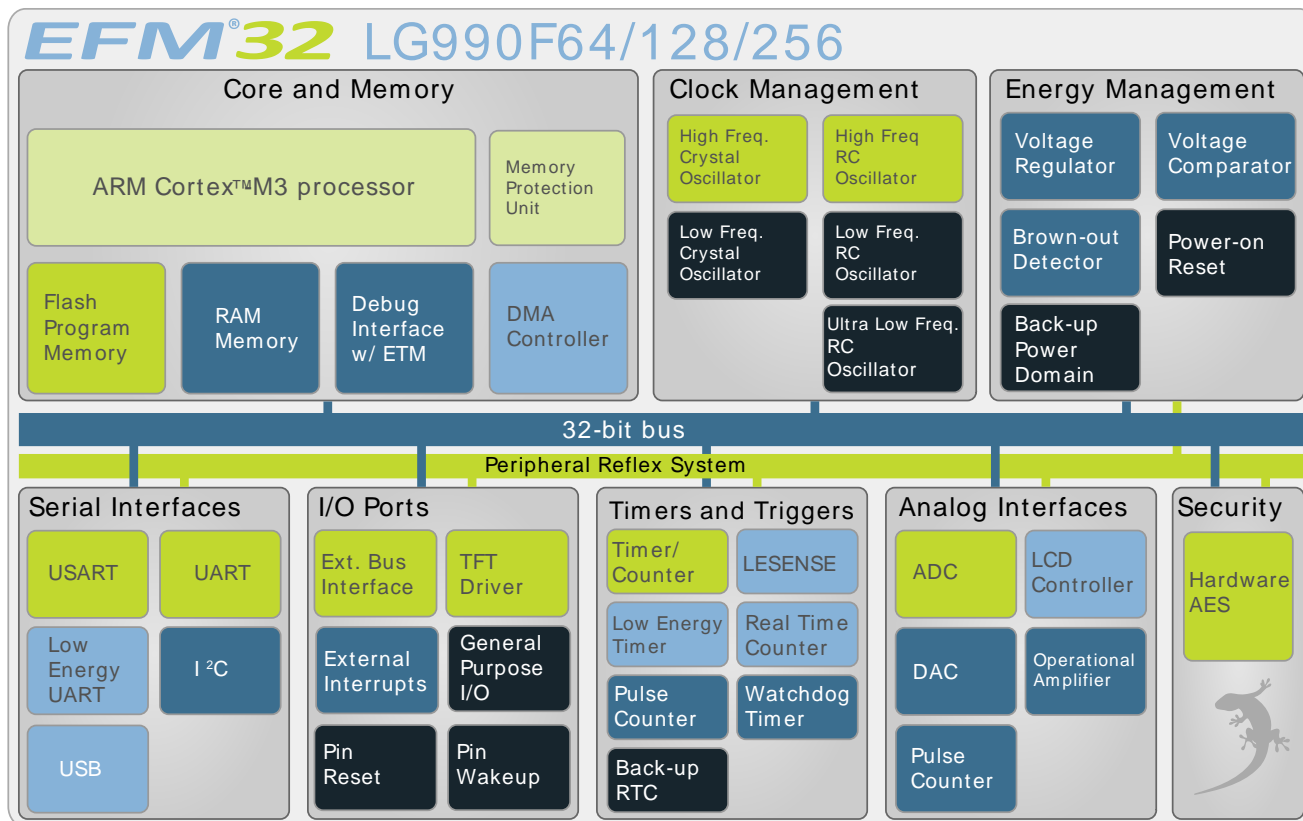 EFM®32 LG990F64/128/256
Core and Memory
ARM Cortex™M3 processor
Memory
Protection
Unit
Flash
Program
Memory
RAM
Memory
Debug
Interface
w/ ETM
DMA
Controller
Clock Management
High Freq.
Crystal
Oscillator
High Freq
RC
Oscillator
Low Freq.
Crystal
Oscillator
Low Freq.
RC
Oscillator
Ultra Low Freq.
RC
Oscillator
Energy Management
Voltage
Regulator
Voltage
Comparator
Brown-out
Detector
Power-on
Reset
Back-up
Power
Domain
32-bit bus
Peripheral Reflex System
Serial Interfaces
USART
UART
Low
Energy
UART
I²C
USB
I/O Ports
Ext. Bus
Interface
TFT
Driver
External
Interrupts
General
Purpose
I/O
Pin
Reset
Pin
Wakeup
Timers and Triggers
Timer/
Counter
LESENSE
Low Energy
Timer
Real Time
Counter
Pulse
Counter
Watchdog
Timer
Back-up
RTC
Analog Interfaces
ADC
LCD
Controller
DAC
Operational
Amplifier
Pulse
Counter
Security
Hardware
AES